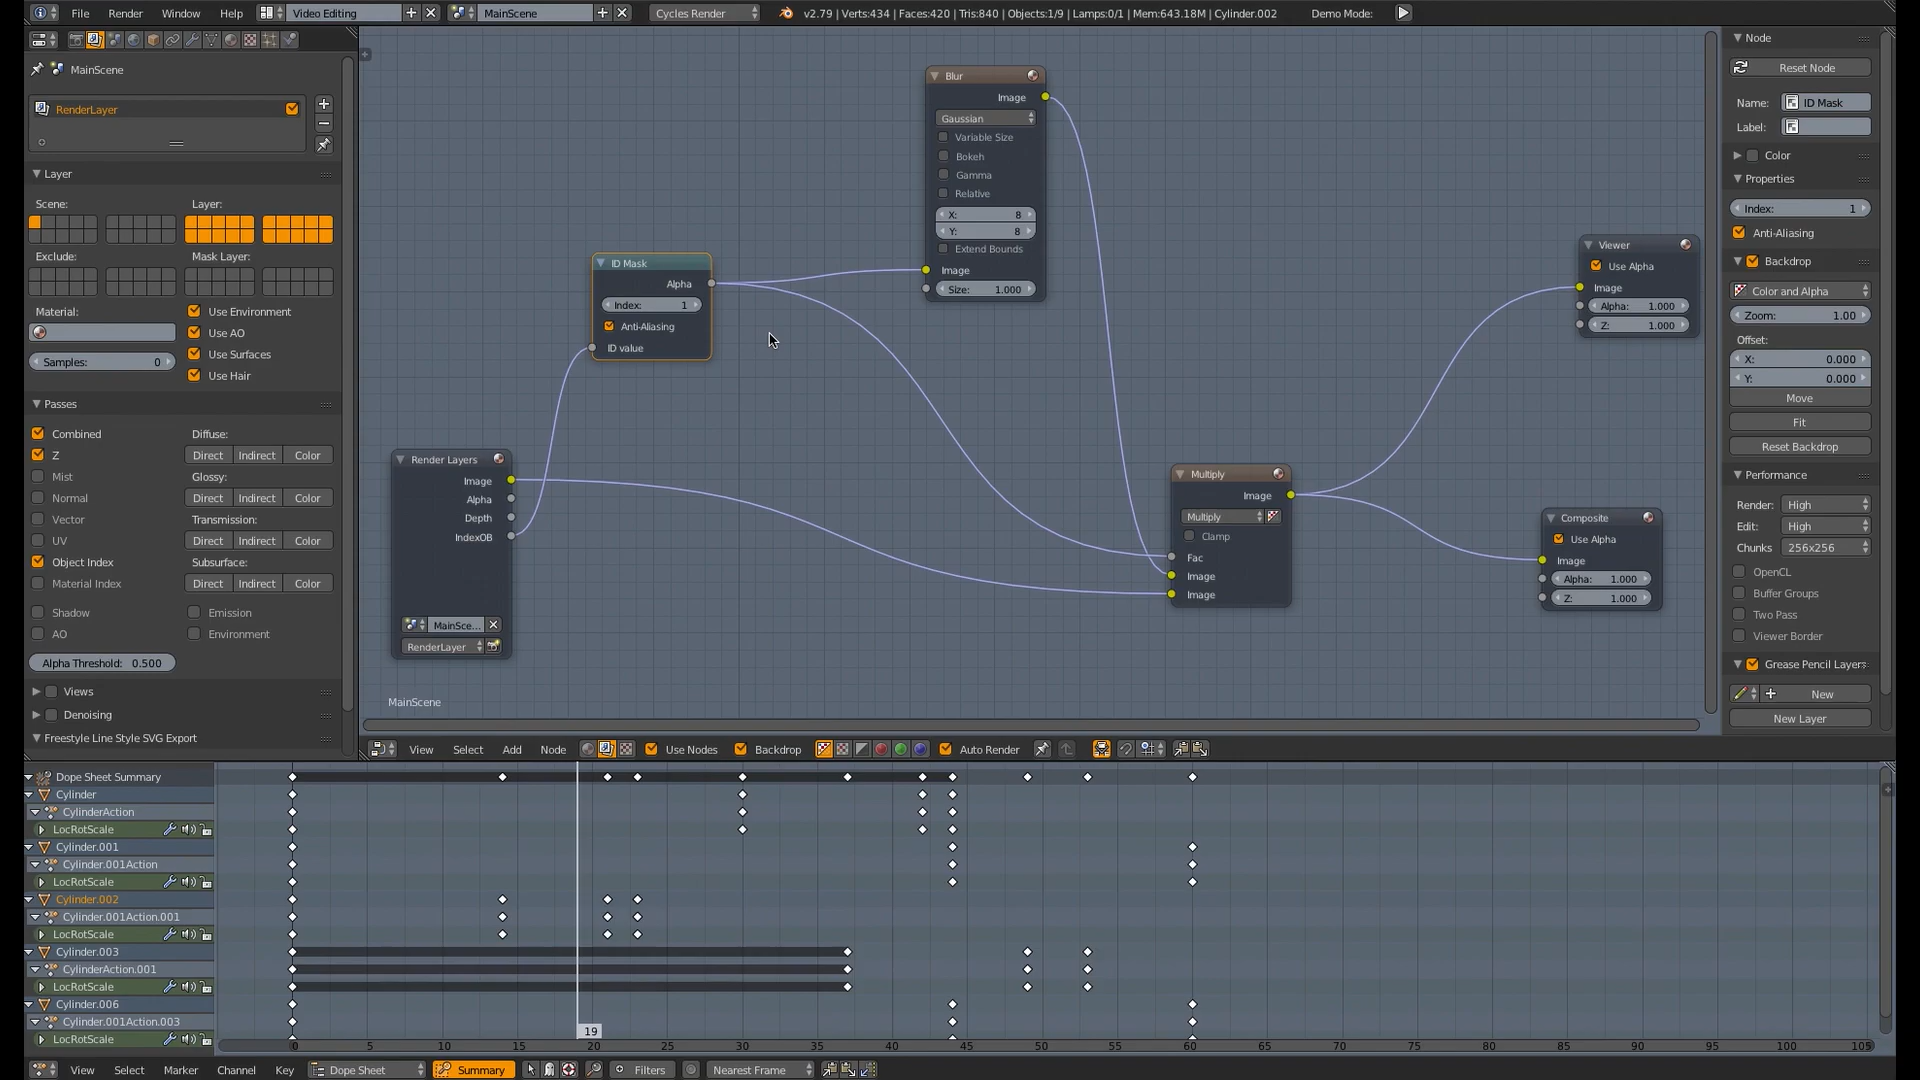 File Render Window Help Video Editing MainScene Cycles Render v2.79 | Verts:434 | Faces:420 | Tris:840 | Objects:1/9 | Lamps:0/1 | Mem:643.18M | Cylinder.002 Demo Mode:
MainScene
RenderLayer
Layer
Scene: Layer:
Exclude: Mask Layer:
Material:
Use Environment
Use AO
Samples: 0
Use Surfaces
Use Hair
Passes
Combined Diffuse:
Z Direct Indirect Color
Mist Glossy:
Normal Direct Indirect Color
Vector Transmission:
UV Direct Indirect Color
Object Index Subsurface:
Material Index Direct Indirect Color
Shadow Emission
AO Environment
Alpha Threshold: 0.500
Views
Denoising
Freestyle Line Style SVG Export
Blur
Image
Gaussian
Variable Size
Bokeh
Gamma
Relative
X: 8
Y: 8
Extend Bounds
Image
Size: 1.000
ID Mask
Alpha
Index: 1
Anti-Aliasing
ID value
Render Layers
Image
Alpha
Depth
IndexOB
MainSce...
RenderLayer
Multiply
Image
Multiply
Clamp
Fac
Image
Image
Viewer
Use Alpha
Image
Alpha: 1.000
Z: 1.000
Composite
Use Alpha
Image
Alpha: 1.000
Z: 1.000
MainScene
Node
Reset Node
Name: ID Mask
Label:
Color
Properties
Index: 1
Anti-Aliasing
Backdrop
Color and Alpha
Zoom: 1.00
Offset:
X: 0.000
Y: 0.000
Move
Fit
Reset Backdrop
Performance
Render: High
Edit: High
Chunks 256x256
OpenCL
Buffer Groups
Two Pass
Viewer Border
Grease Pencil Layers
New
New Layer
View Select Add Node Use Nodes Backdrop Auto Render
Dope Sheet Summary
Cylinder
CylinderAction
LocRotScale
Cylinder.001
Cylinder.001Action
LocRotScale
Cylinder.002
Cylinder.001Action.001
LocRotScale
Cylinder.003
CylinderAction.001
LocRotScale
Cylinder.006
Cylinder.001Action.003
LocRotScale
19
0 5 10 15 20 25 30 35 40 45 50 55 60 65 70 75 80 85 90 95 100 105
View Select Marker Channel Key Dope Sheet Summary Filters Nearest Frame